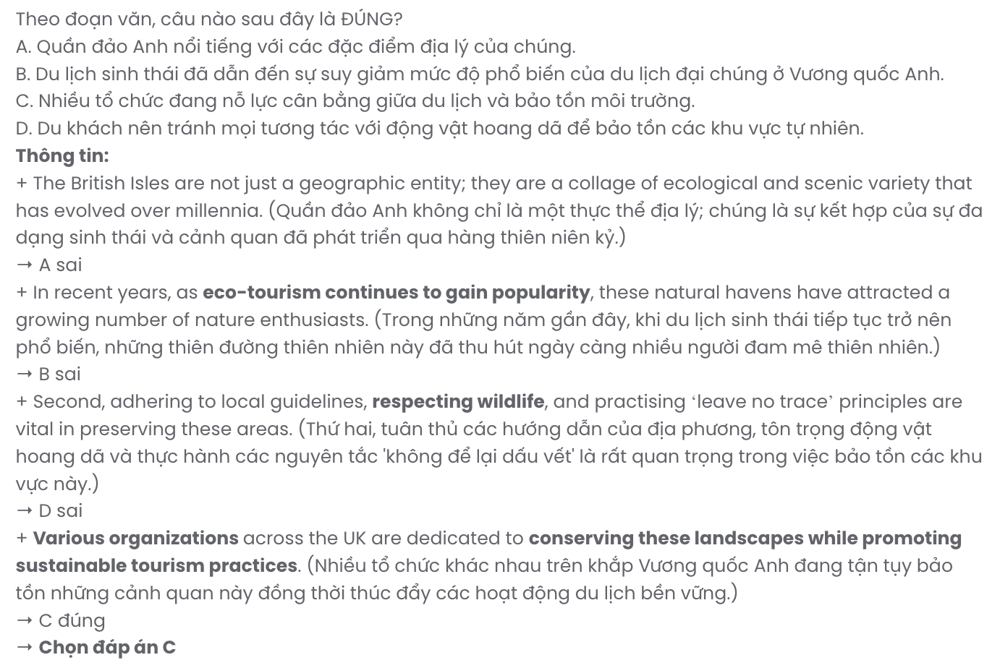 Theo đoạn văn, câu nào sau đây là ĐÚNG?
A. Quần đảo Anh nổi tiếng với các đặc điểm địa lý của chúng.
B. Du lịch sinh thái đã dẫn đến sự suy giảm mức độ phổ biến của du lịch đại chúng ở Vương quốc Anh.
C. Nhiều tổ chức đang nỗ lực cân bằng giữa du lịch và bảo tồn môi trường.
D. Du khách nên tránh mọi tương tác với động vật hoang dã để bảo tồn các khu vực tự nhiên.
Thông tin:
+ The British Isles are not just a geographic entity; they are a collage of ecological and scenic variety that
has evolved over millennia. (Quần đảo Anh không chỉ là một thực thể địa lý; chúng là sự kết hợp của sự đa
dạng sinh thái và cảnh quan đã phát triển qua hàng thiên niên kỷ.)
→ A sai
+ In recent years, as eco-tourism continues to gain popularity, these natural havens have attracted a
growing number of nature enthusiasts. (Trong những năm gần đây, khi du lịch sinh thái tiếp tục trở nên
phổ biến, những thiên đường thiên nhiên này đã thu hút ngày càng nhiều người đam mê thiên nhiên.)
→ B sai
+ Second, adhering to local guidelines, respecting wildlife, and practising ‘leave no trace’ principles are
vital in preserving these areas. (Thứ hai, tuân thủ các hướng dẫn của địa phương, tôn trọng động vật
hoang dã và thực hành các nguyên tắc 'không để lại dấu vết' là rất quan trọng trong việc bảo tồn các khu
vực này.)
→ D sai
+ Various organizations across the UK are dedicated to conserving these landscapes while promoting
sustainable tourism practices. (Nhiều tổ chức khác nhau trên khắp Vương quốc Anh đang tận tụy bảo
tồn những cảnh quan này đồng thời thúc đẩy các hoạt động du lịch bền vững.)
→ C đúng
→ Chọn đáp án C